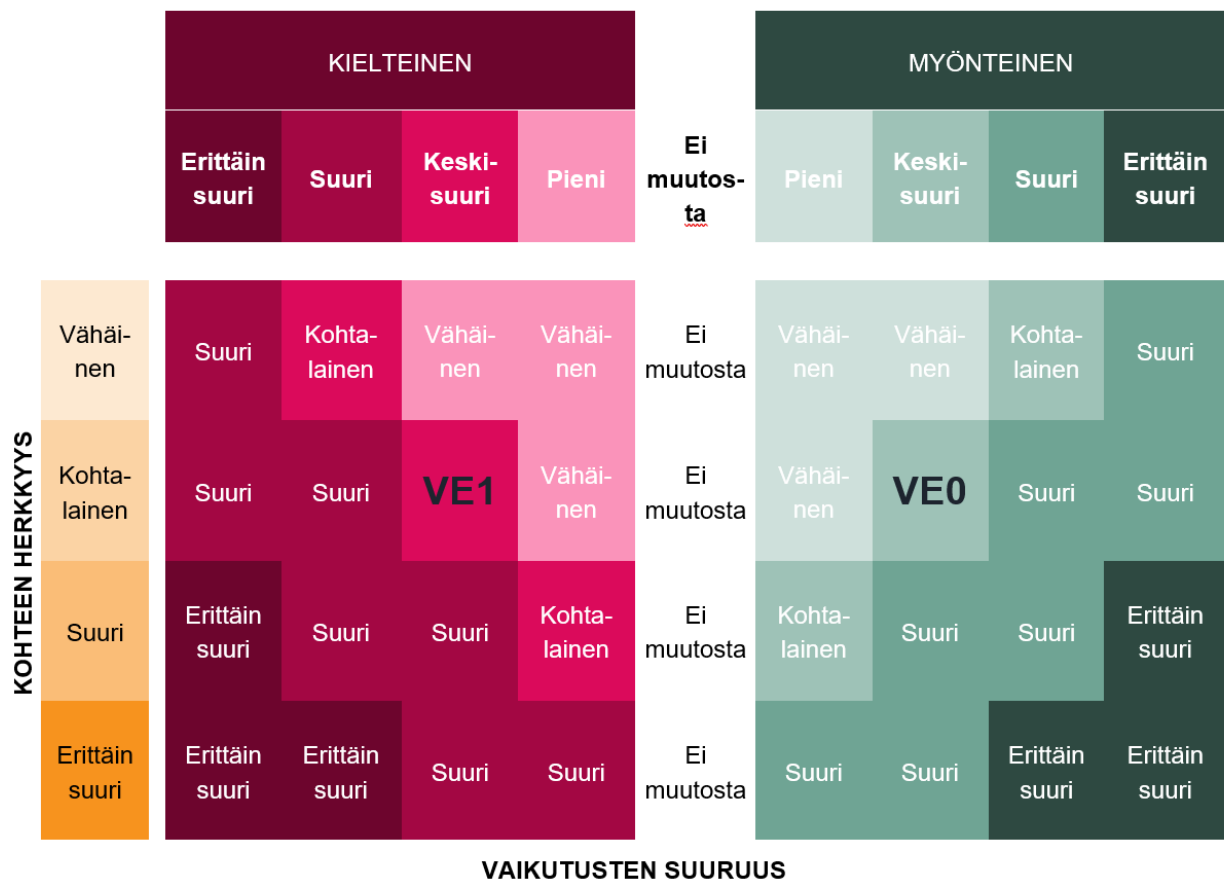 KIELTEINEN
MYÖNTEINEN
Erittäin
suuri
Suuri
Keski-
suuri
Pieni
Ei
muutos-
ta
Pieni
Keski-
suuri
Suuri
Erittäin
suuri
KOHTEEN HERKKYYS
Vähäi-
nen
Suuri
Kohta-
lainen
Vähäi-
nen
Vähäi-
nen
Ei
muutosta
Vähäi-
nen
Vähäi-
nen
Kohta-
lainen
Suuri
Kohta-
lainen
Suuri
Suuri
VE1
Vähäi-
nen
Ei
muutosta
Vähäi-
nen
VE0
Suuri
Suuri
Suuri
Erittäin
suuri
Suuri
Suuri
Kohta-
lainen
Ei
muutosta
Kohta-
lainen
Suuri
Suuri
Erittäin
suuri
Erittäin
suuri
Erittäin
suuri
Erittäin
suuri
Suuri
Suuri
Ei
muutosta
Suuri
Suuri
Erittäin
suuri
Erittäin
suuri
VAIKUTUSTEN SUURUUS